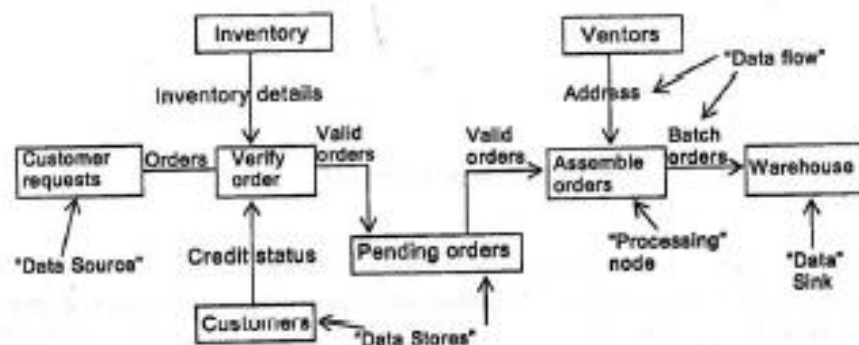 Inventory
Ventors
"Data flow"
Inventory details
Address
Customer
requests
Orders
Verify
order
Valid
orders
Valid
orders
Assemble
orders
Batch
orders
Warehouse
"Data Source"
Credit status
Pending orders
"Processing"
node
"Data"
Sink
Customers
"Data Stores"